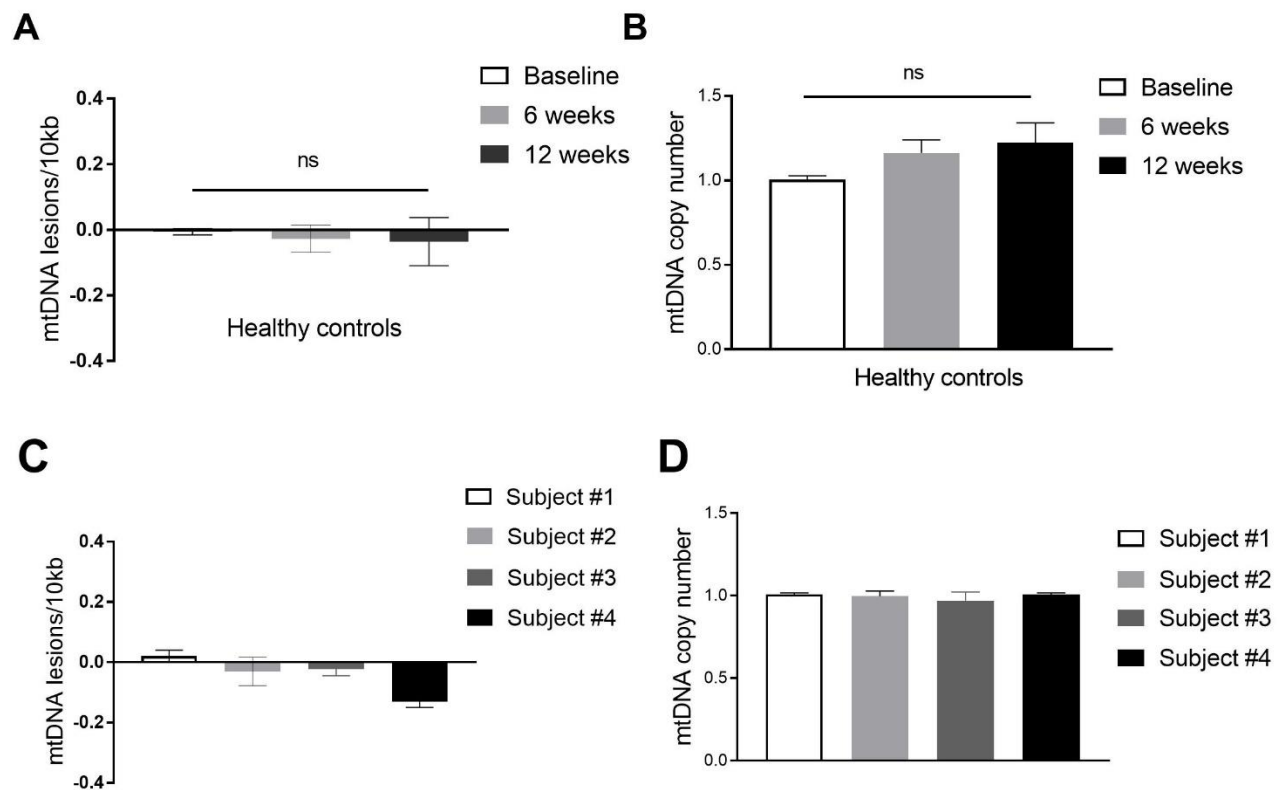 A
mtDNA lesions/10kb
0.4
0.2
0.0
-0.2
-0.4
ns
Baseline
6 weeks
12 weeks
Healthy controls
B
mtDNA copy number
1.5
1.0
0.5
0.0
ns
Baseline
6 weeks
12 weeks
Healthy controls
C
mtDNA lesions/10kb
0.4
0.2
0.0
-0.2
-0.4
Subject #1
Subject #2
Subject #3
Subject #4
D
mtDNA copy number
1.5
1.0
0.5
0.0
Subject #1
Subject #2
Subject #3
Subject #4